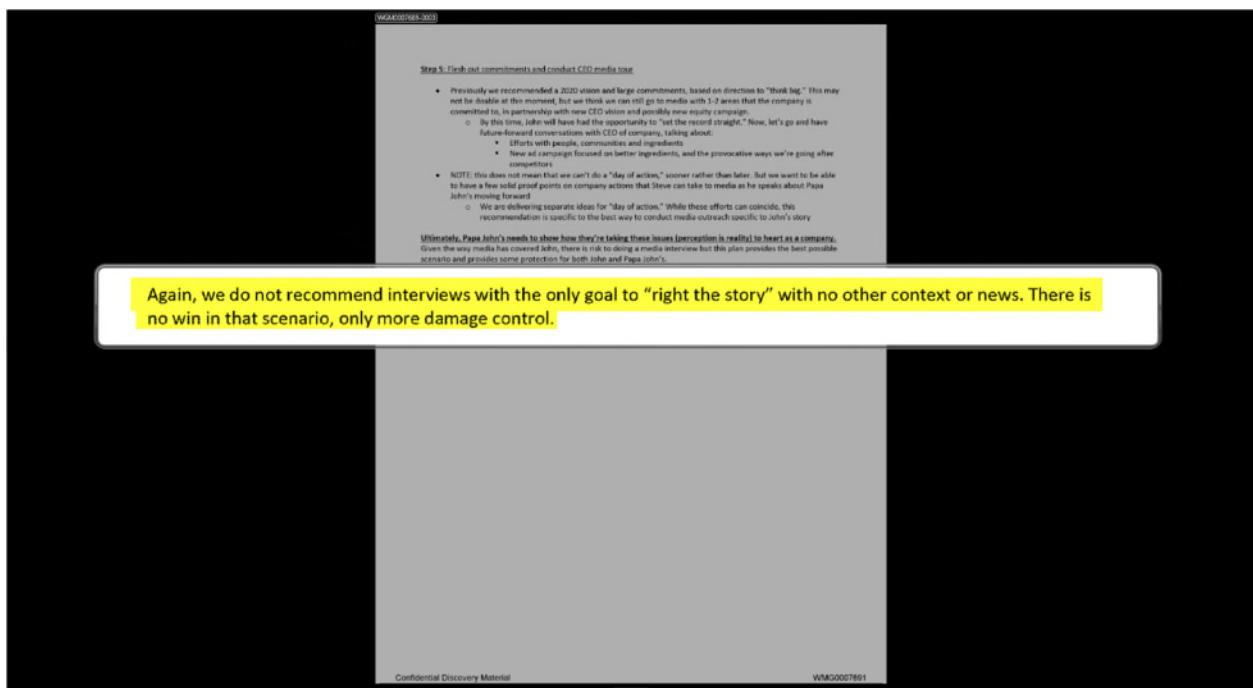 WGM0007689-0003
Step 5: Flesh out commitments and conduct CEO media tour
• Previously we recommended a 2020 vision and large commitments, based on direction to "think big." This may
not be doable at this moment, but we think we can still go to media with 1-2 areas that the company is
committed to, in partnership with new CEO vision and possibly new equity campaign.
o By this time, John will have had the opportunity to "set the record straight." Now, let's go and have
future-forward conversations with CEO of company, talking about:
▪ Efforts with people, communities and ingredients
▪ New ad campaign focused on better ingredients, and the provocative ways we're going after
competitors
• NOTE: this does not mean that we can't do a "day of action," sooner rather than later. But we want to be able
to have a few solid proof points on company actions that Steve can take to media as he speaks about Papa
John's moving forward
o We are delivering separate ideas for "day of action." While these efforts can coincide, this
recommendation is specific to the best way to conduct media outreach specific to John's story
Ultimately, Papa John's needs to show how they're taking these issues (perception is reality) to heart as a company.
Given the way media has covered John, there is risk to doing a media interview but this plan provides the best possible
scenario and provides some protection for both John and Papa John's.
Again, we do not recommend interviews with the only goal to “right the story” with no other context or news. There is
no win in that scenario, only more damage control.
Confidential Discovery Material
WMG0007691